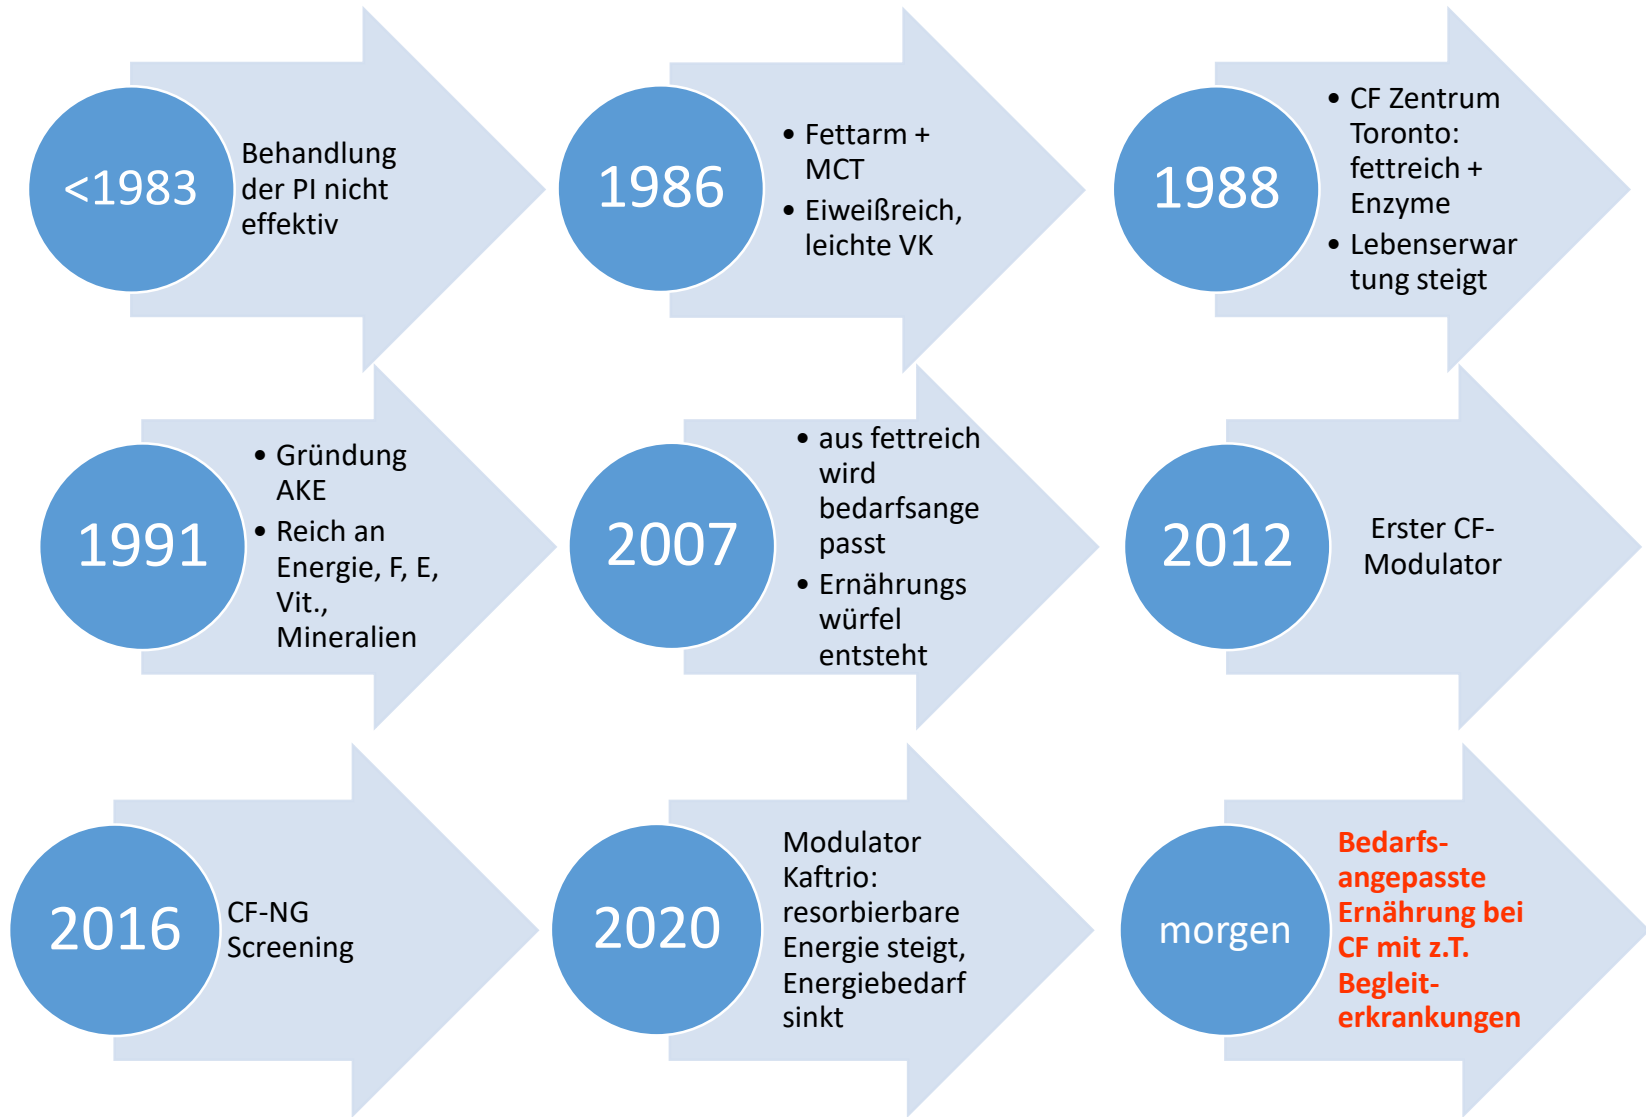 <1983
Behandlung
der PI nicht
effektiv
1986
• Fettarm +
MCT
• Eiweißreich,
leichte VK
1988
• CF Zentrum
Toronto:
fettreich +
Enzyme
• Lebenserwar
tung steigt
1991
• Gründung
AKE
• Reich an
Energie, F, E,
Vit.,
Mineralien
2007
• aus fettreich
wird
bedarfsange
passt
• Ernährungs
würfel
entsteht
2012
Erster CF-
Modulator
2016
CF-NG
Screening
2020
Modulator
Kaftrio:
resorbierbare
Energie steigt,
Energiebedarf
sinkt
morgen
Bedarfs-
angepasste
Ernährung bei
CF mit z.T.
Begleit-
erkrankungen